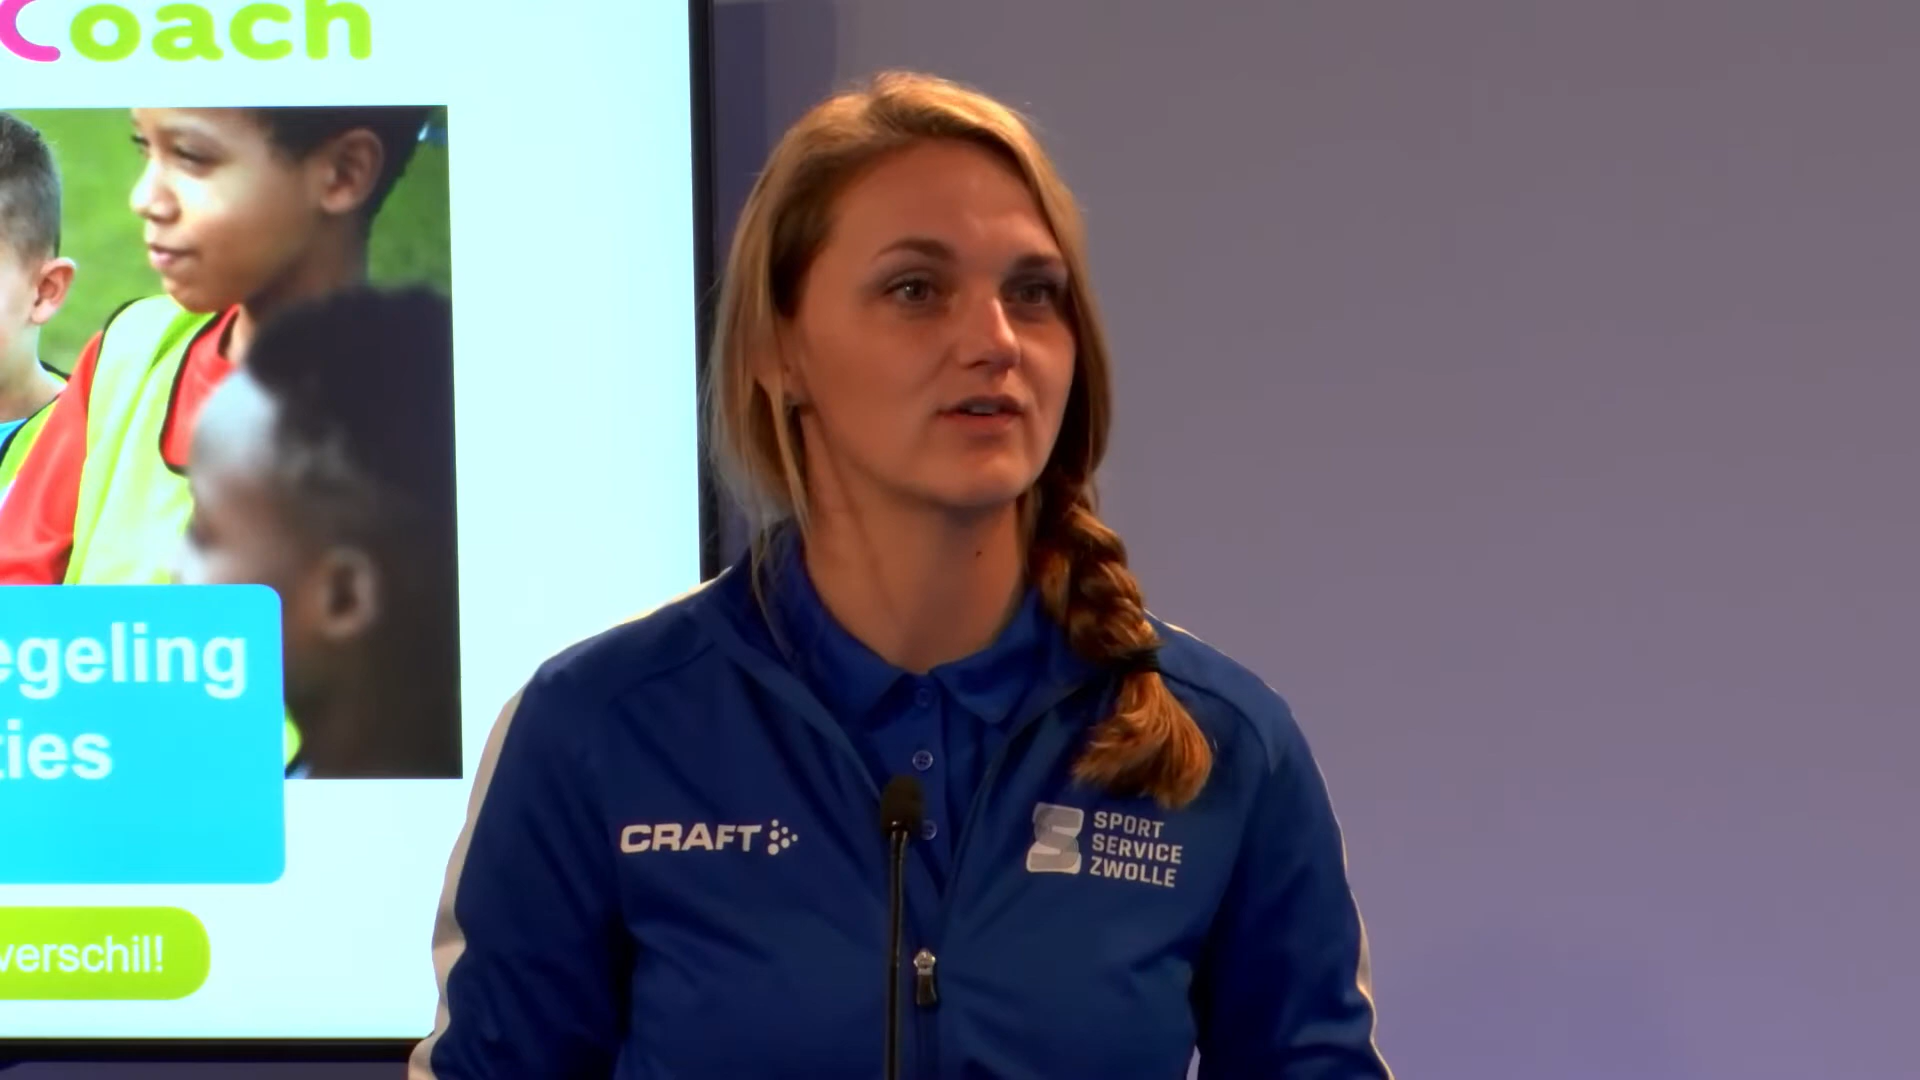 Coach
egeling
ties
verschil!
CRAFT
SPORT
SERVICE
ZWOLLE